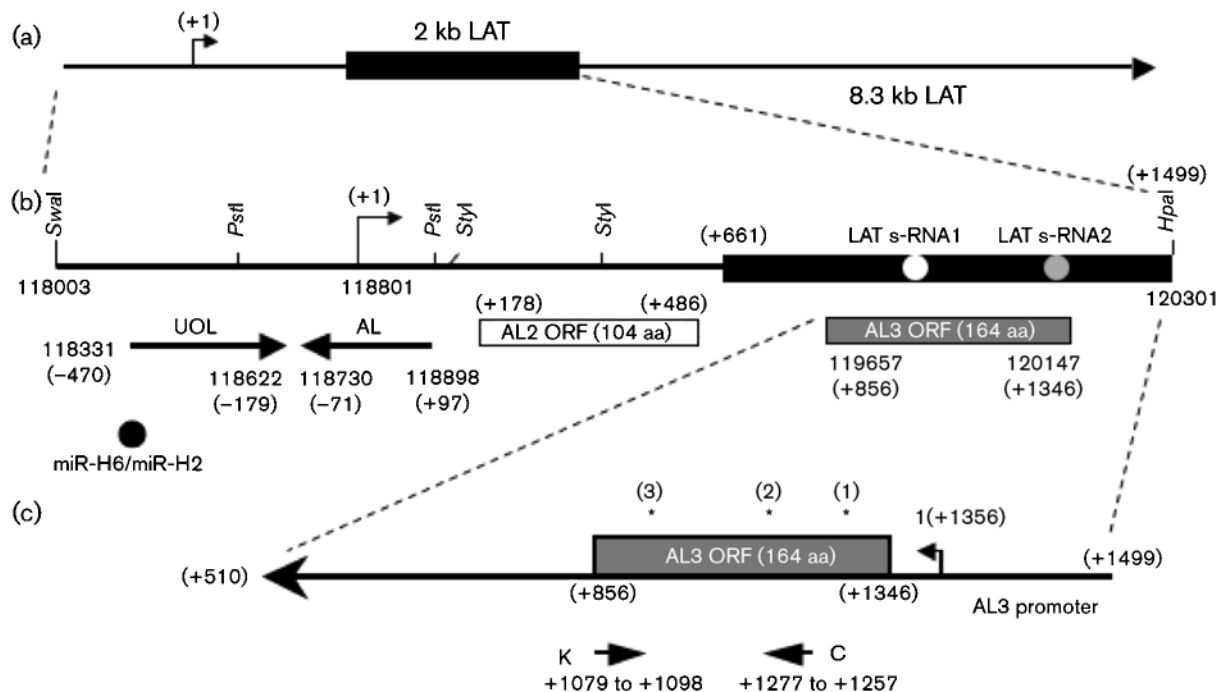 (a)
(+1)
2 kb LAT
8.3 kb LAT
(b)
SwaI
PstI
(+1)
PstI
StyI
StyI
(+661)
LAT s-RNA1
LAT s-RNA2
(+1499)
HpaI
118003
118801
120301
UOL
AL
(+178)
(+486)
AL2 ORF (104 aa)
AL3 ORF (164 aa)
118331
(−470)
118622
(−179)
118730
(−71)
118898
(+97)
119657
(+856)
120147
(+1346)
miR-H6/miR-H2
(c)
(3)
*
(2)
*
(1)
*
1(+1356)
AL3 ORF (164 aa)
(+510)
(+856)
(+1346)
(+1499)
AL3 promoter
K
+1079 to +1098
C
+1277 to +1257